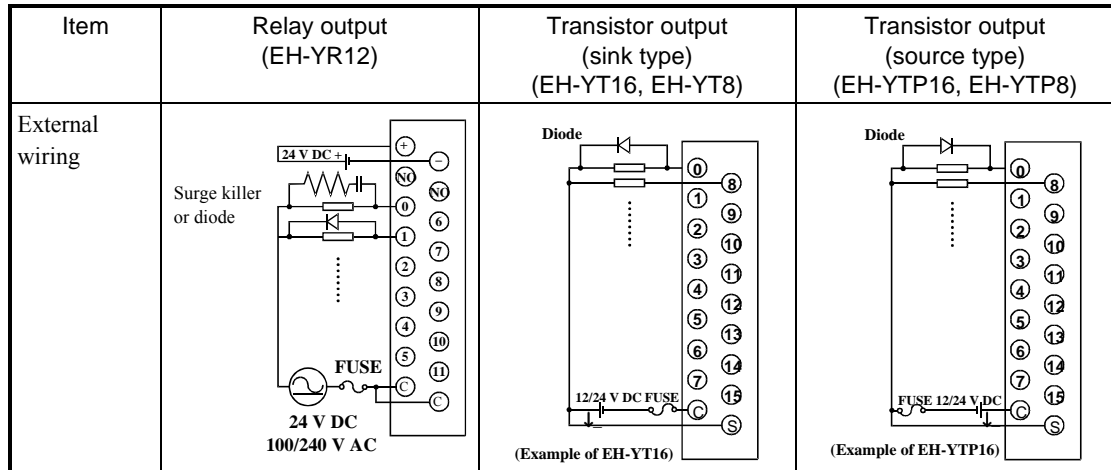 Item
Relay output
(EH-YR12)
Transistor output
(sink type)
(EH-YT16, EH-YT8)
Transistor output
(source type)
(EH-YTP16, EH-YTP8)
External
wiring
24 V DC +
Surge killer
or diode
+
NC
0
1
2
3
4
5
C
−
NC
6
7
8
9
10
11
C
FUSE
24 V DC
100/240 V AC
Diode
0
1
2
3
4
5
6
7
C
8
9
10
11
12
13
14
15
S
12/24 V DC FUSE
(Example of EH-YT16)
Diode
0
1
2
3
4
5
6
7
C
8
9
10
11
12
13
14
15
S
FUSE 12/24 V DC
(Example of EH-YTP16)